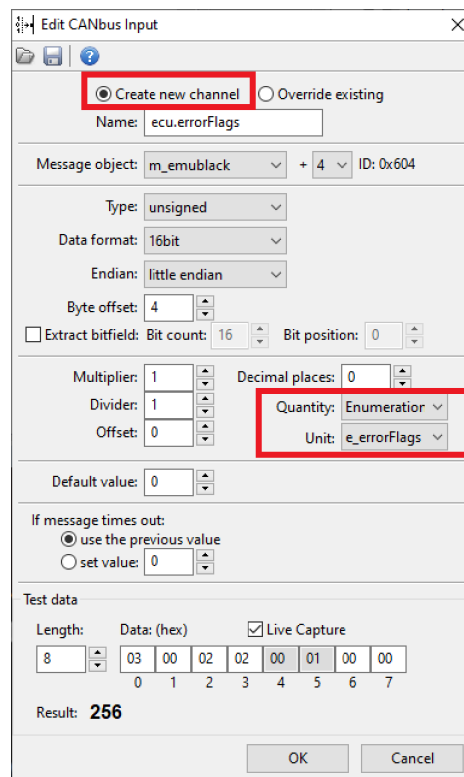 Edit CANbus Input
Create new channel Override existing
Name: ecu.errorFlags
Message object: m_emublack + 4 ID: 0x604
Type: unsigned
Data format: 16bit
Endian: little endian
Byte offset: 4
Extract bitfield: Bit count: 16 Bit position: 0
Multiplier: 1 Decimal places: 0
Divider: 1 Quantity: Enumeration
Offset: 0 Unit: e_errorFlags
Default value: 0
If message times out:
use the previous value
set value: 0
Test data
Length: Data: (hex) Live Capture
8 03 00 02 02 00 01 00 00
0 1 2 3 4 5 6 7
Result: 256
OK Cancel